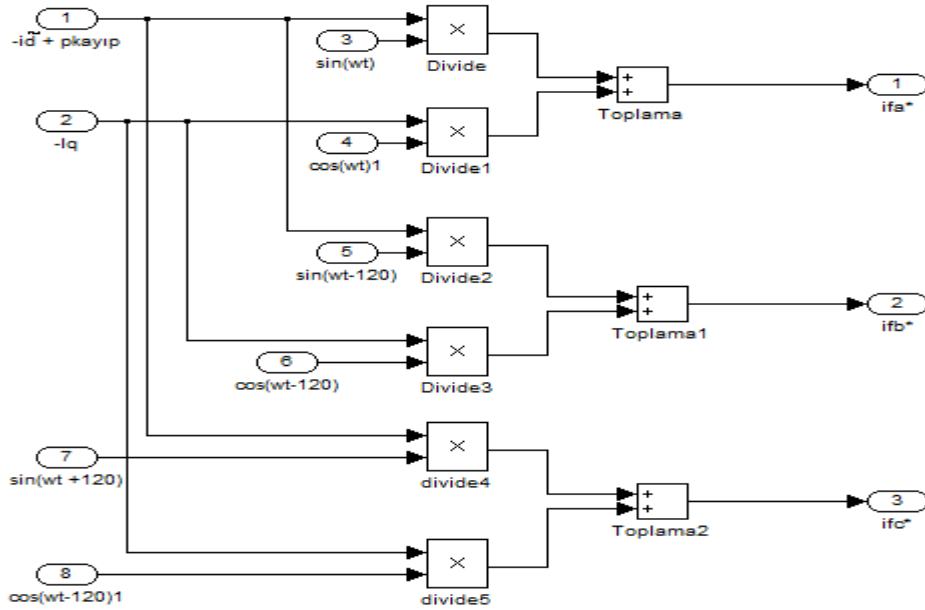 1
-id̃ + pkayıp
3
sin(wt)
×
Divide
+
+
Toplama
1
ifa*
2
-Iq
4
cos(wt)1
×
Divide1
5
sin(wt-120)
×
Divide2
+
+
Toplama1
2
ifb*
6
cos(wt-120)
×
Divide3
7
sin(wt +120)
×
divide4
+
+
Toplama2
3
ifc*
8
cos(wt-120)1
×
divide5